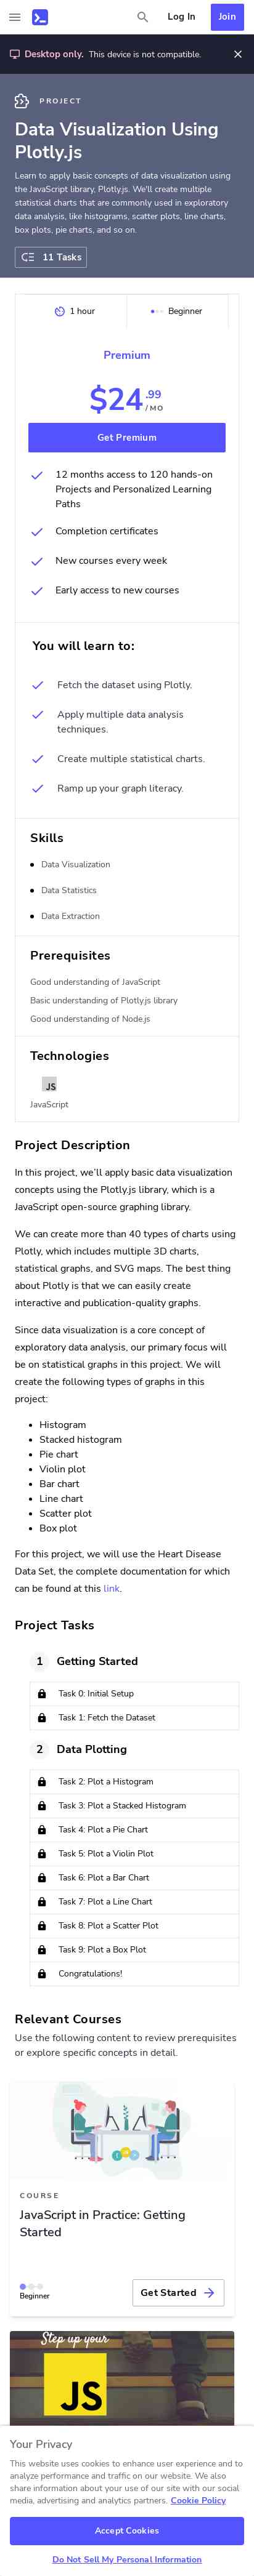 Log In
Join
Desktop only. This device is not compatible.
PROJECT
Data Visualization Using
Plotly.js
Learn to apply basic concepts of data visualization using
the JavaScript library, Plotly.js. We'll create multiple
statistical charts that are commonly used in exploratory
data analysis, like histograms, scatter plots, line charts,
box plots, pie charts, and so on.
11 Tasks
1 hour
Beginner
Premium
$24.99
/ MO
Get Premium
12 months access to 120 hands-on
Projects and Personalized Learning
Paths
Completion certificates
New courses every week
Early access to new courses
You will learn to:
Fetch the dataset using Plotly.
Apply multiple data analysis
techniques.
Create multiple statistical charts.
Ramp up your graph literacy.
Skills
Data Visualization
Data Statistics
Data Extraction
Prerequisites
Good understanding of JavaScript
Basic understanding of Plotly.js library
Good understanding of Node.js
Technologies
JS
JavaScript
Project Description
In this project, we’ll apply basic data visualization
concepts using the Plotly.js library, which is a
JavaScript open-source graphing library.
We can create more than 40 types of charts using
Plotly, which includes multiple 3D charts,
statistical graphs, and SVG maps. The best thing
about Plotly is that we can easily create
interactive and publication-quality graphs.
Since data visualization is a core concept of
exploratory data analysis, our primary focus will
be on statistical graphs in this project. We will
create the following types of graphs in this
project:
Histogram
Stacked histogram
Pie chart
Violin plot
Bar chart
Line chart
Scatter plot
Box plot
For this project, we will use the Heart Disease
Data Set, the complete documentation for which
can be found at this link.
Project Tasks
1 Getting Started
Task 0: Initial Setup
Task 1: Fetch the Dataset
2 Data Plotting
Task 2: Plot a Histogram
Task 3: Plot a Stacked Histogram
Task 4: Plot a Pie Chart
Task 5: Plot a Violin Plot
Task 6: Plot a Bar Chart
Task 7: Plot a Line Chart
Task 8: Plot a Scatter Plot
Task 9: Plot a Box Plot
Congratulations!
Relevant Courses
Use the following content to review prerequisites
or explore specific concepts in detail.
COURSE
JavaScript in Practice: Getting
Started
Beginner
Get Started
Step up your
JS
Your Privacy
This website uses cookies to enhance user experience and to
analyze performance and traffic on our website. We also
share information about your use of our site with our social
media, advertising and analytics partners. Cookie Policy
Accept Cookies
Do Not Sell My Personal Information